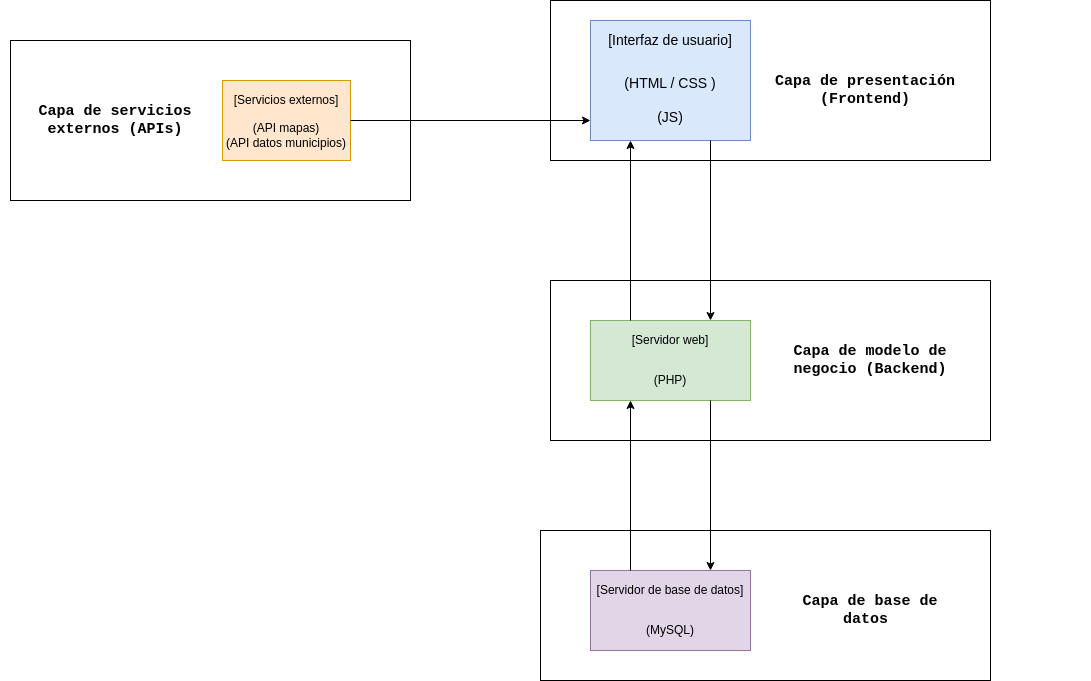 Capa de servicios
externos (APIs)
[Servicios externos]
(API mapas)
(API datos municipios)
[Interfaz de usuario]
(HTML / CSS )
(JS)
Capa de presentación
(Frontend)
[Servidor web]
(PHP)
Capa de modelo de
negocio (Backend)
[Servidor de base de datos]
(MySQL)
Capa de base de
datos